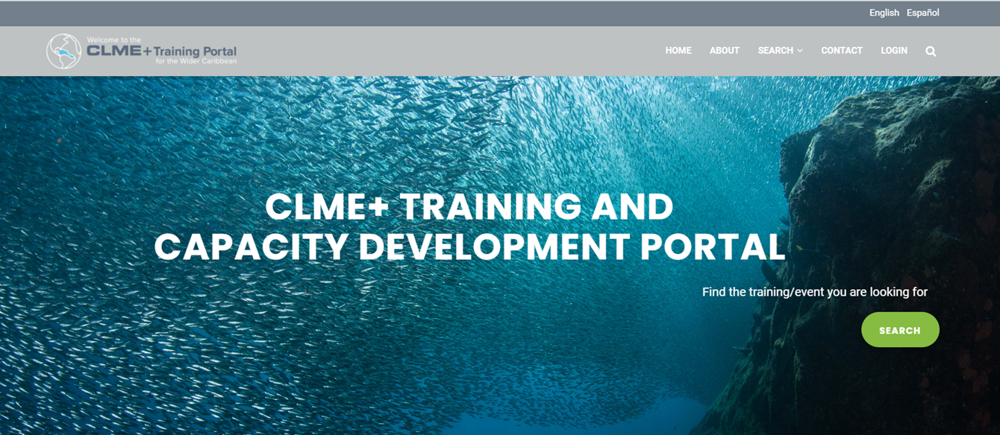 English Español
Welcome to the
CLME+ Training Portal
for the Wider Caribbean
HOME ABOUT SEARCH CONTACT LOGIN
CLME+ TRAINING AND
CAPACITY DEVELOPMENT PORTAL
Find the training/event you are looking for
SEARCH